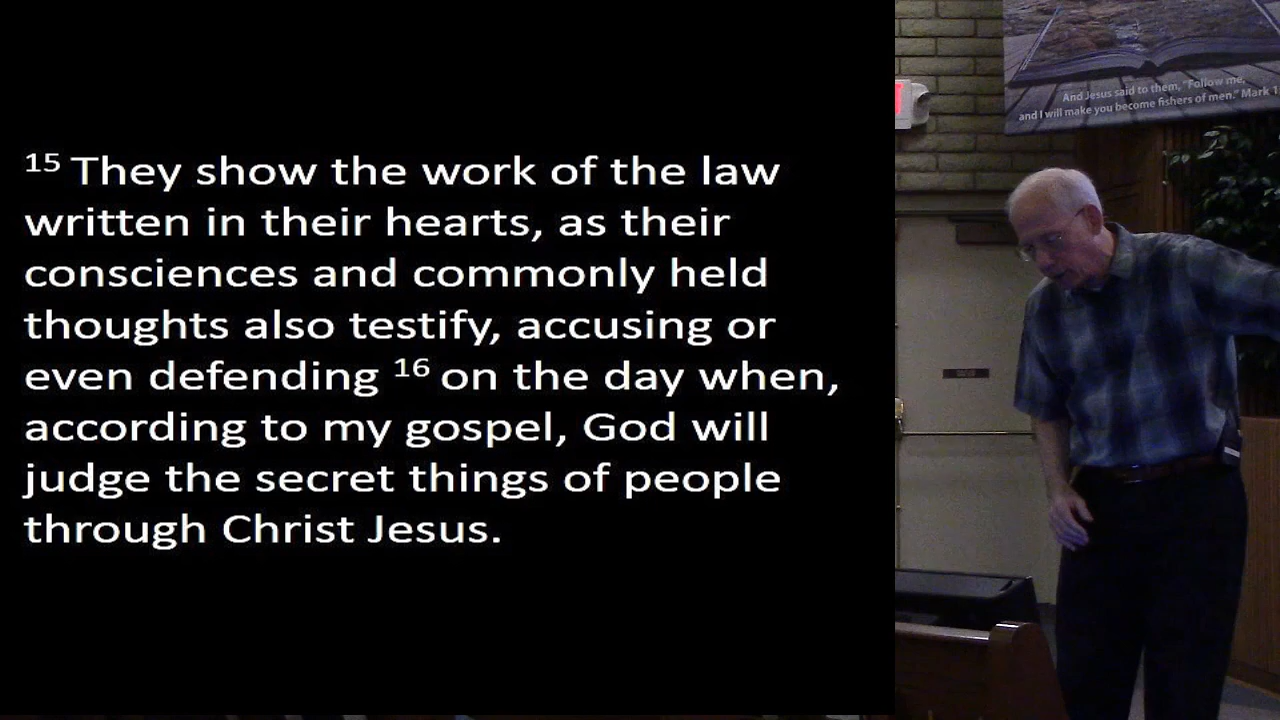 15 They show the work of the law
written in their hearts, as their
consciences and commonly held
thoughts also testify, accusing or
even defending 16 on the day when,
according to my gospel, God will
judge the secret things of people
through Christ Jesus.
And Jesus said to them, "Follow me,
and I will make you become fishers of men." Mark 1